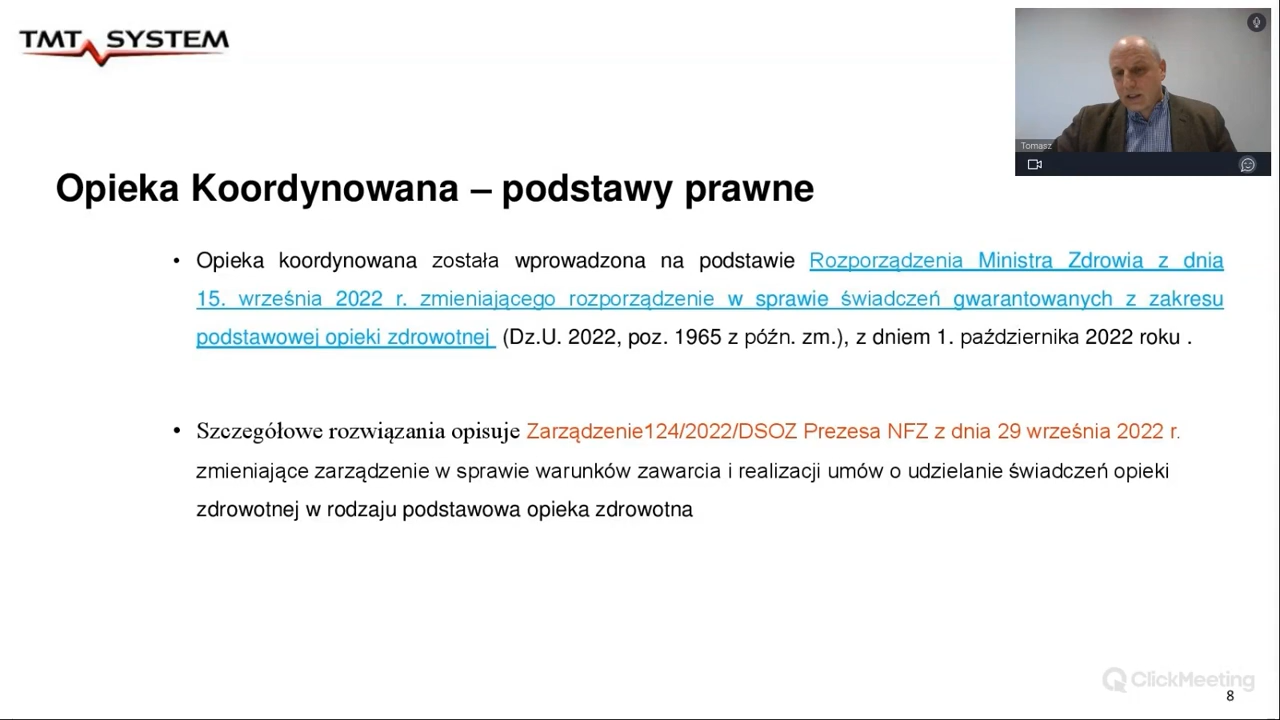 TMT SYSTEM
Tomasz
Opieka Koordynowana – podstawy prawne
• Opieka koordynowana została wprowadzona na podstawie Rozporządzenia Ministra Zdrowia z dnia
15. września 2022 r. zmieniającego rozporządzenie w sprawie świadczeń gwarantowanych z zakresu
podstawowej opieki zdrowotnej (Dz.U. 2022, poz. 1965 z późn. zm.), z dniem 1. października 2022 roku .
• Szczegółowe rozwiązania opisuje Zarządzenie124/2022/DSOZ Prezesa NFZ z dnia 29 września 2022 r.
zmieniające zarządzenie w sprawie warunków zawarcia i realizacji umów o udzielanie świadczeń opieki
zdrowotnej w rodzaju podstawowa opieka zdrowotna
ClickMeeting
8